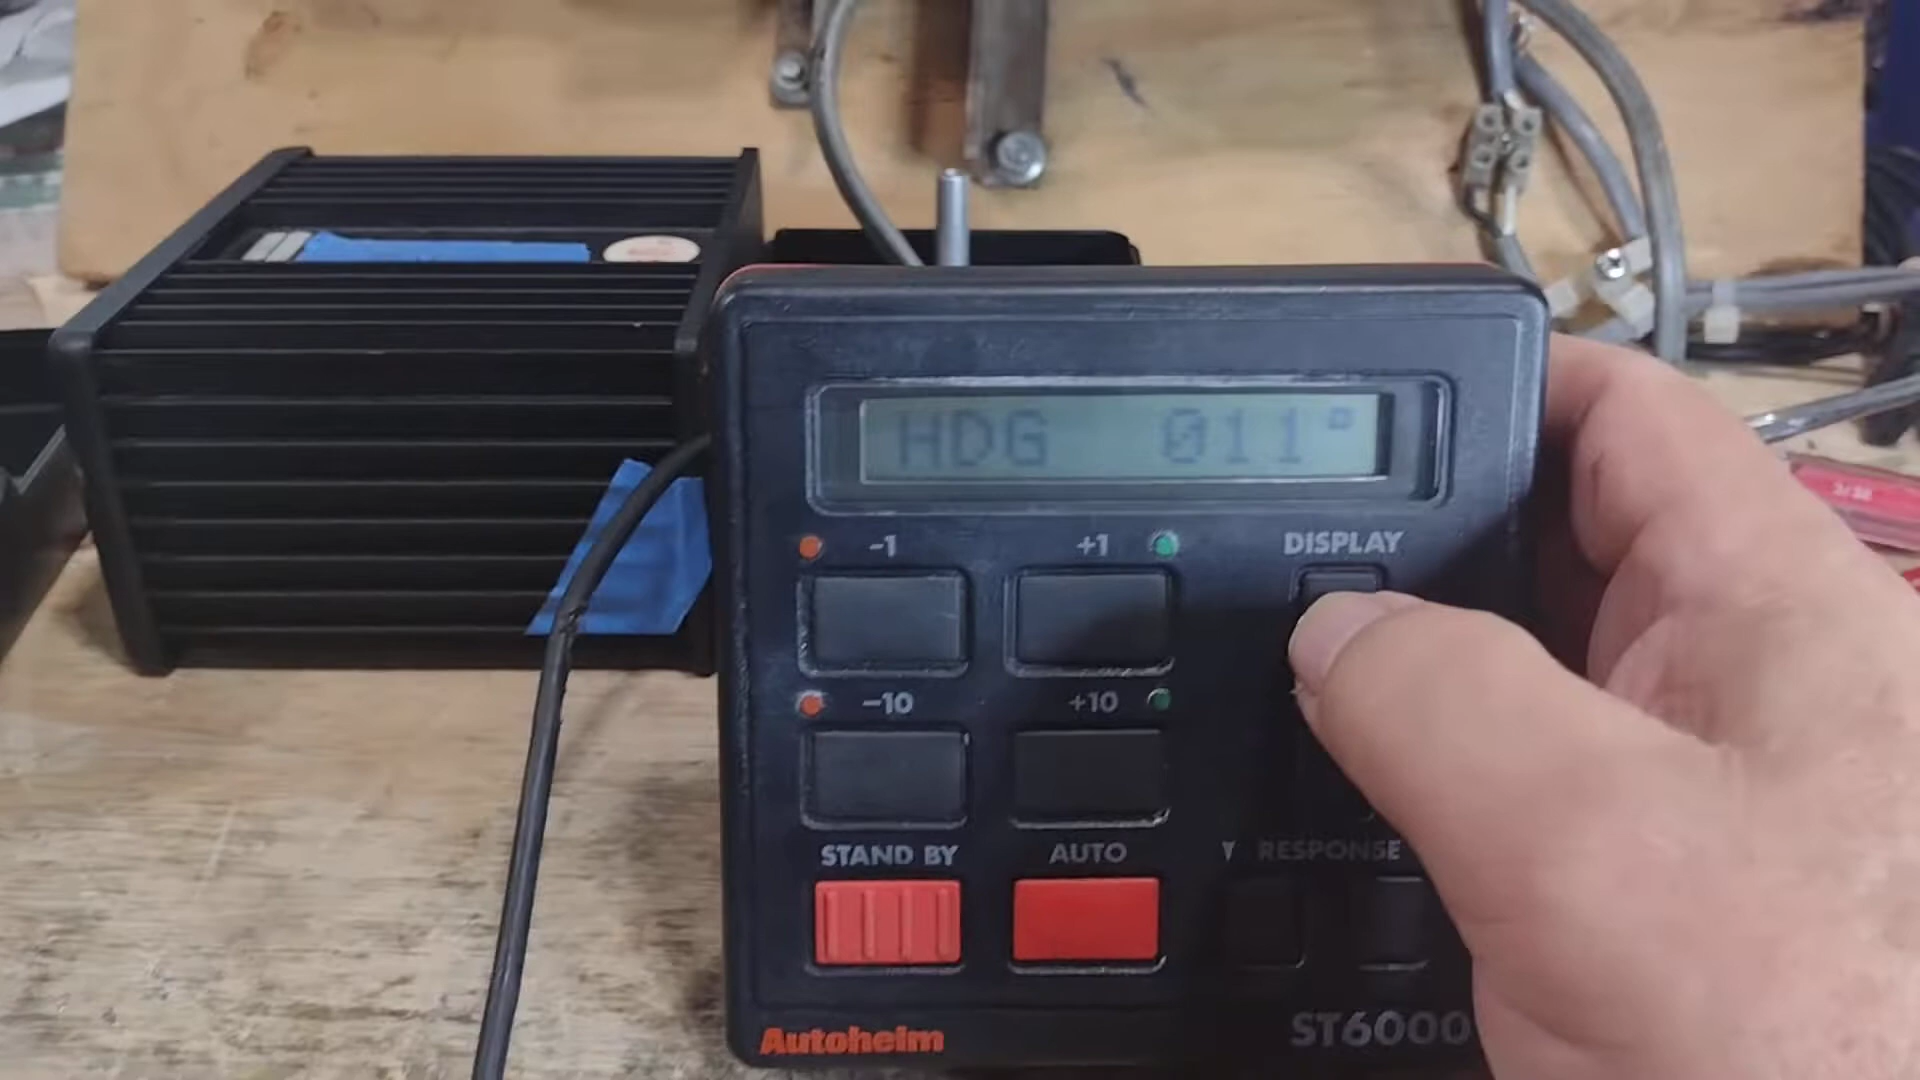 HDG 011°
-1 +1 DISPLAY
-10 +10
STAND BY AUTO RESPONSE
Autohelm ST6000